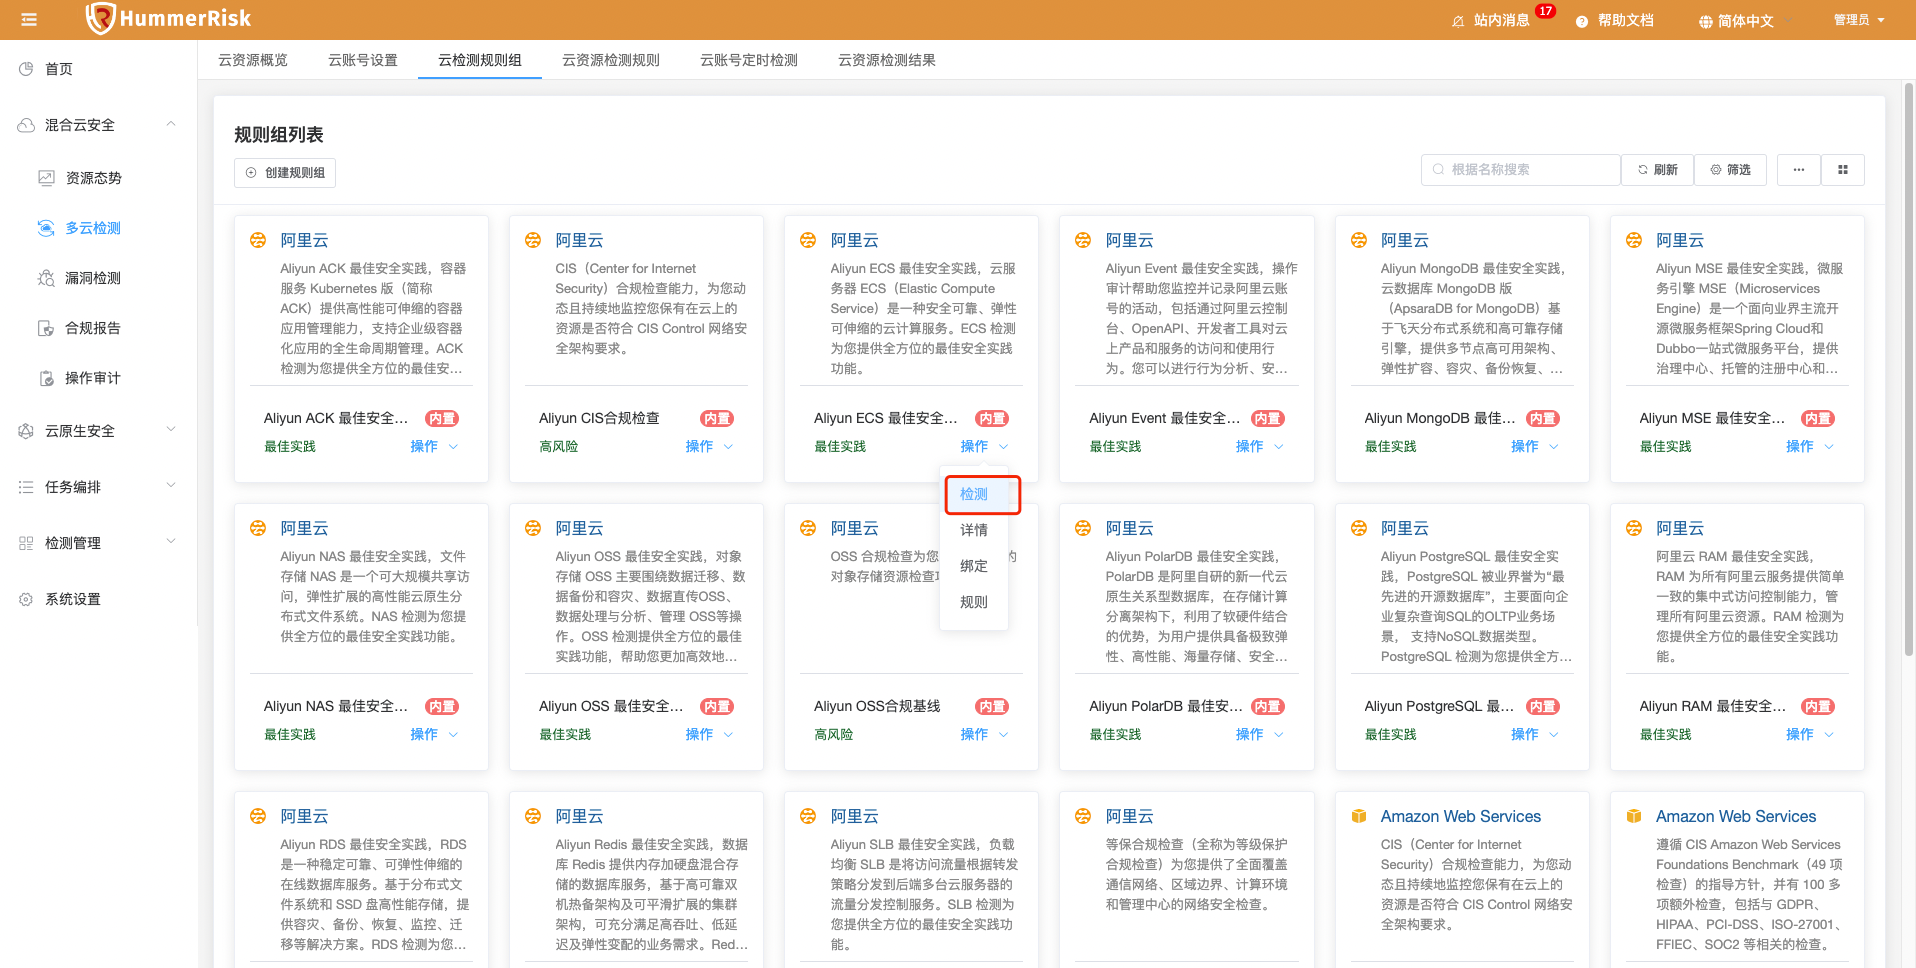 HummerRisk
站内消息
17
帮助文档
简体中文
管理员
首页
混合云安全
资源态势
多云检测
漏洞检测
合规报告
操作审计
云原生安全
任务编排
检测管理
系统设置
云资源概览
云账号设置
云检测规则组
云资源检测规则
云账号定时检测
云资源检测结果
规则组列表
创建规则组
根据名称搜索
刷新
筛选
阿里云
Aliyun ACK 最佳安全实践，容器
服务 Kubernetes 版（简称
ACK）提供高性能可伸缩的容器
应用管理能力，支持企业级容器
化应用的全生命周期管理。ACK
检测为您提供全方位的最佳安...
Aliyun ACK 最佳安全...
内置
最佳实践
操作
阿里云
CIS（Center for Internet
Security）合规检查能力，为您动
态且持续地监控您保有在云上的
资源是否符合 CIS Control 网络安
全架构要求。
Aliyun CIS合规检查
内置
高风险
操作
阿里云
Aliyun ECS 最佳安全实践，云服
务器 ECS（Elastic Compute
Service）是一种安全可靠、弹性
可伸缩的云计算服务。ECS 检测
为您提供全方位的最佳安全实践
功能。
Aliyun ECS 最佳安全...
内置
最佳实践
操作
检测
详情
绑定
规则
阿里云
Aliyun Event 最佳安全实践，操作
审计帮助您监控并记录阿里云账
号的活动，包括通过阿里云控制
台、OpenAPI、开发者工具对云
上产品和服务的访问和使用行
为。您可以进行行为分析、安...
Aliyun Event 最佳安全...
内置
最佳实践
操作
阿里云
Aliyun MongoDB 最佳安全实践，
云数据库 MongoDB 版
（ApsaraDB for MongoDB）基
于飞天分布式系统和高可靠存储
引擎，提供多节点高可用架构、
弹性扩容、容灾、备份恢复、...
Aliyun MongoDB 最佳...
内置
最佳实践
操作
阿里云
Aliyun MSE 最佳安全实践，微服
务引擎 MSE（Microservices
Engine）是一个面向业界主流开
源微服务框架Spring Cloud和
Dubbo一站式微服务平台，提供
治理中心、托管的注册中心和...
Aliyun MSE 最佳安全...
内置
最佳实践
操作
阿里云
Aliyun NAS 最佳安全实践，文件
存储 NAS 是一个可大规模共享访
问，弹性扩展的高性能云原生分
布式文件系统。NAS 检测为您提
供全方位的最佳安全实践功能。
Aliyun NAS 最佳安全...
内置
最佳实践
操作
阿里云
Aliyun OSS 最佳安全实践，对象
存储 OSS 主要围绕数据迁移、数
据备份和容灾、数据直传OSS、
数据处理与分析、管理 OSS等操
作。OSS 检测提供全方位的最佳
实践功能，帮助您更加高效地...
Aliyun OSS 最佳安全...
内置
最佳实践
操作
阿里云
OSS 合规检查为您 的
对象存储资源检查
Aliyun OSS合规基线
内置
高风险
操作
阿里云
Aliyun PolarDB 最佳安全实践，
PolarDB 是阿里自研的新一代云
原生关系型数据库，在存储计算
分离架构下，利用了软硬件结合
的优势，为用户提供具备极致弹
性、高性能、海量存储、安全...
Aliyun PolarDB 最佳安...
内置
最佳实践
操作
阿里云
Aliyun PostgreSQL 最佳安全实
践，PostgreSQL 被业界誉为“最
先进的开源数据库”，主要面向企
业复杂查询SQL的OLTP业务场
景， 支持NoSQL数据类型。
PostgreSQL 检测为您提供全方...
Aliyun PostgreSQL 最...
内置
最佳实践
操作
阿里云
阿里云 RAM 最佳安全实践，
RAM 为所有阿里云服务提供简单
一致的集中式访问控制能力，管
理所有阿里云资源。RAM 检测为
您提供全方位的最佳安全实践功
能。
Aliyun RAM 最佳安全...
内置
最佳实践
操作
阿里云
Aliyun RDS 最佳安全实践，RDS
是一种稳定可靠、可弹性伸缩的
在线数据库服务。基于分布式文
件系统和 SSD 盘高性能存储，提
供容灾、备份、恢复、监控、迁
移等解决方案。RDS 检测为您...
阿里云
Aliyun Redis 最佳安全实践，数据
库 Redis 提供内存加硬盘混合存
储的数据库服务，基于高可靠双
机热备架构及可平滑扩展的集群
架构，可充分满足高吞吐、低延
迟及弹性变配的业务需求。Red...
阿里云
Aliyun SLB 最佳安全实践，负载
均衡 SLB 是将访问流量根据转发
策略分发到后端多台云服务器的
流量分发控制服务。SLB 检测为
您提供全方位的最佳安全实践功
能。
阿里云
等保合规检查（全称为等级保护
合规检查）为您提供了全面覆盖
通信网络、区域边界、计算环境
和管理中心的网络安全检查。
Amazon Web Services
CIS（Center for Internet
Security）合规检查能力，为您动
态且持续地监控您保有在云上的
资源是否符合 CIS Control 网络安
全架构要求。
Amazon Web Services
遵循 CIS Amazon Web Services
Foundations Benchmark（49 项
检查）的指导方针，并有 100 多
项额外检查，包括与 GDPR、
HIPAA、PCI-DSS、ISO-27001、
FFIEC、SOC2 等相关的检查。